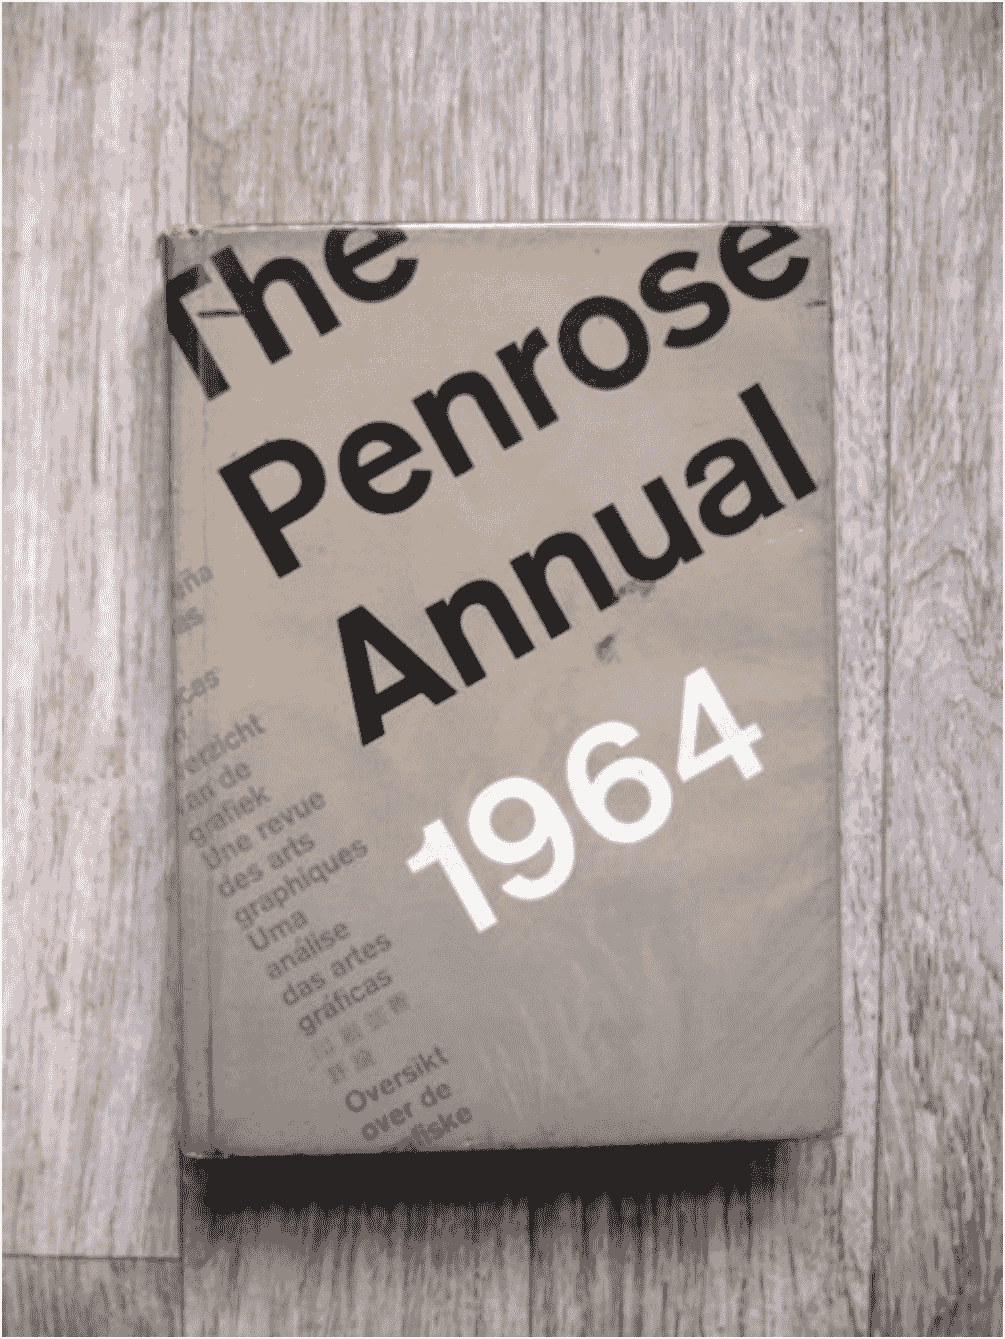 The
Penrose
Annual
1964
verzicht
van de
grafiek
Une revue
des arts
graphiques
Uma
análise
das artes
gráficas
Oversikt
over de